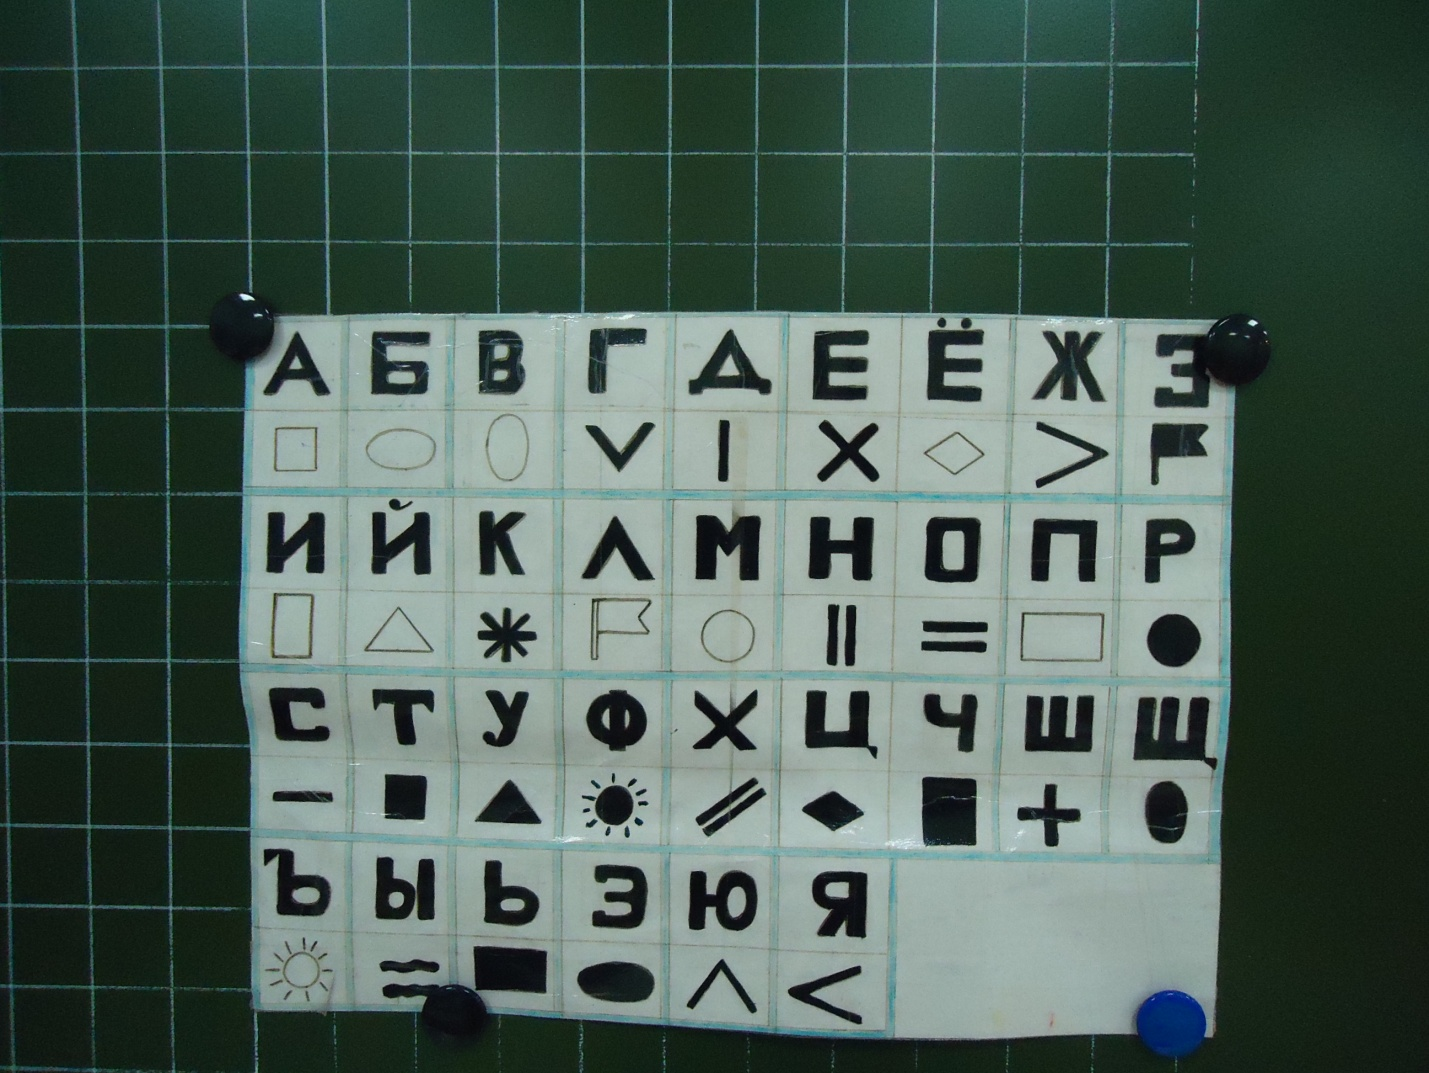 А Б В Г Д Е Ё Ж З
И Й К Л М Н О П Р
С Т У Ф Х Ц Ч Ш Щ
Ъ Ы Ь Э Ю Я